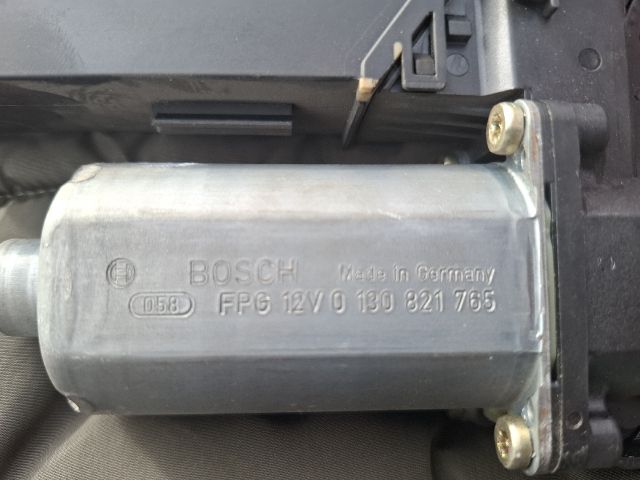 BOSCH Made in Germany
058 FPG 12V 0 130 821 765